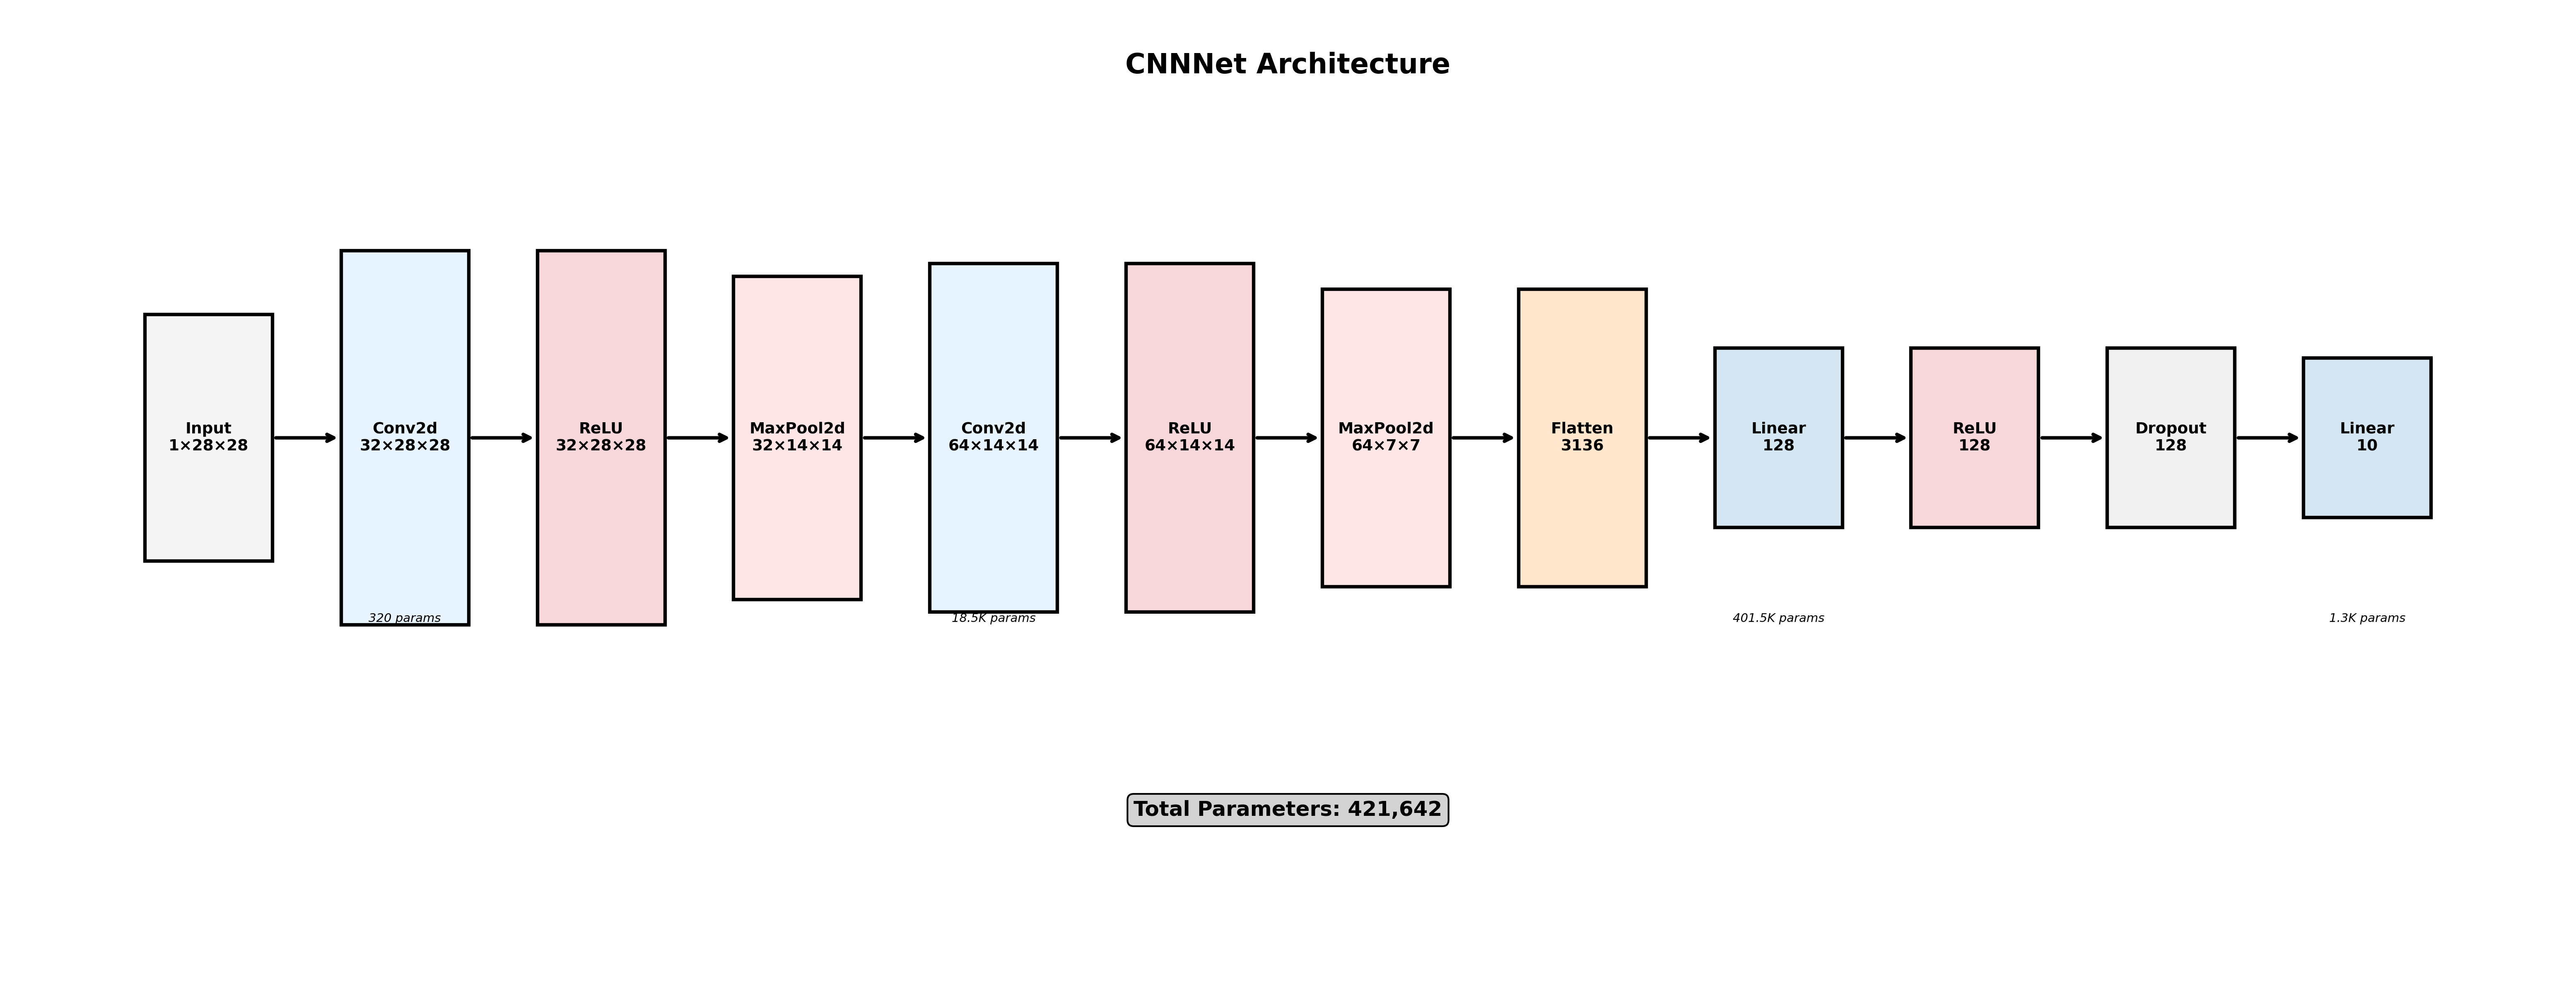 CNNNet Architecture
Input
1×28×28
Conv2d
32×28×28
320 params
ReLU
32×28×28
MaxPool2d
32×14×14
Conv2d
64×14×14
18.5K params
ReLU
64×14×14
MaxPool2d
64×7×7
Flatten
3136
Linear
128
401.5K params
ReLU
128
Dropout
128
Linear
10
1.3K params
Total Parameters: 421,642